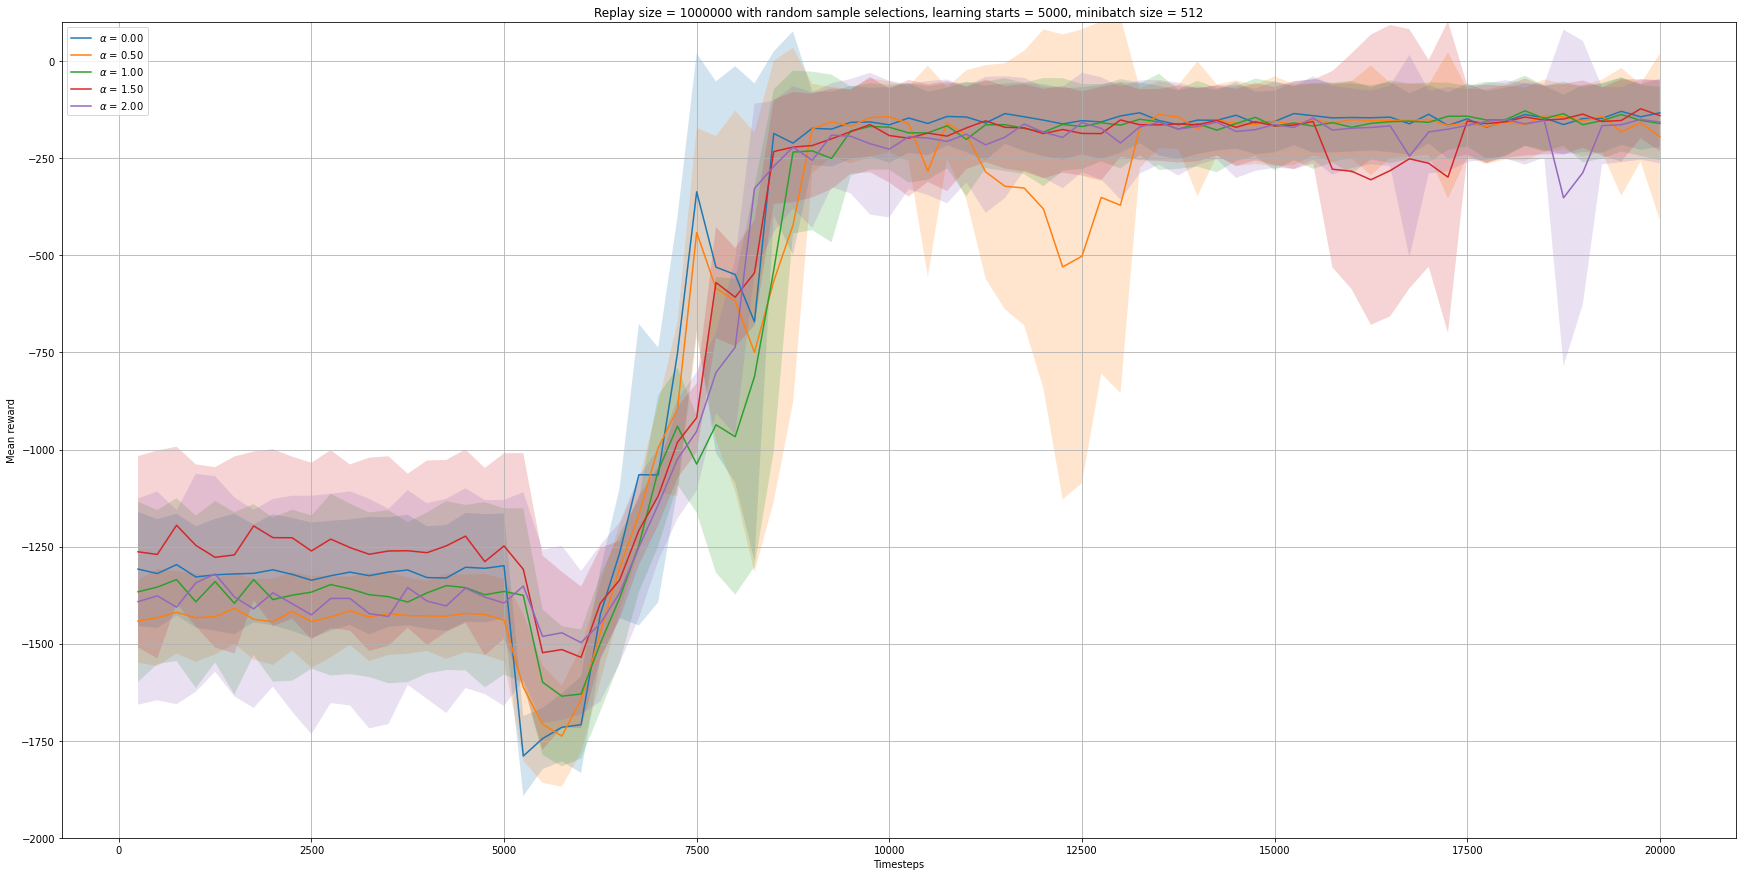 Replay size = 1000000 with random sample selections, learning starts = 5000, minibatch size = 512
α = 0.00
α = 0.50
α = 1.00
α = 1.50
α = 2.00
Mean reward
0
−250
−500
−750
−1000
−1250
−1500
−1750
−2000
0 2500 5000 7500 10000 12500 15000 17500 20000
Timesteps